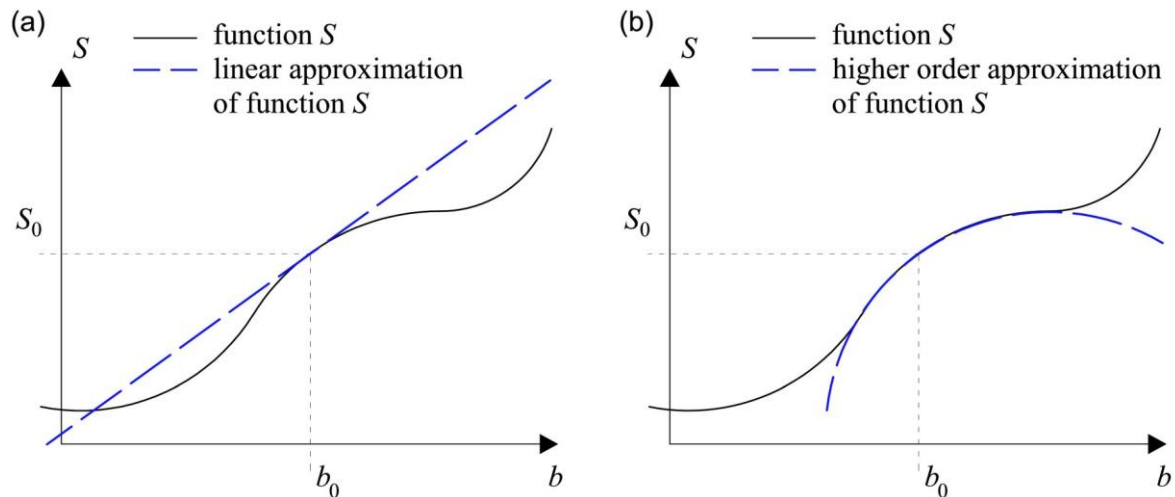 (a)
S
function S
linear approximation
of function S
S₀
b₀
b
(b)
S
function S
higher order approximation
of function S
S₀
b₀
b